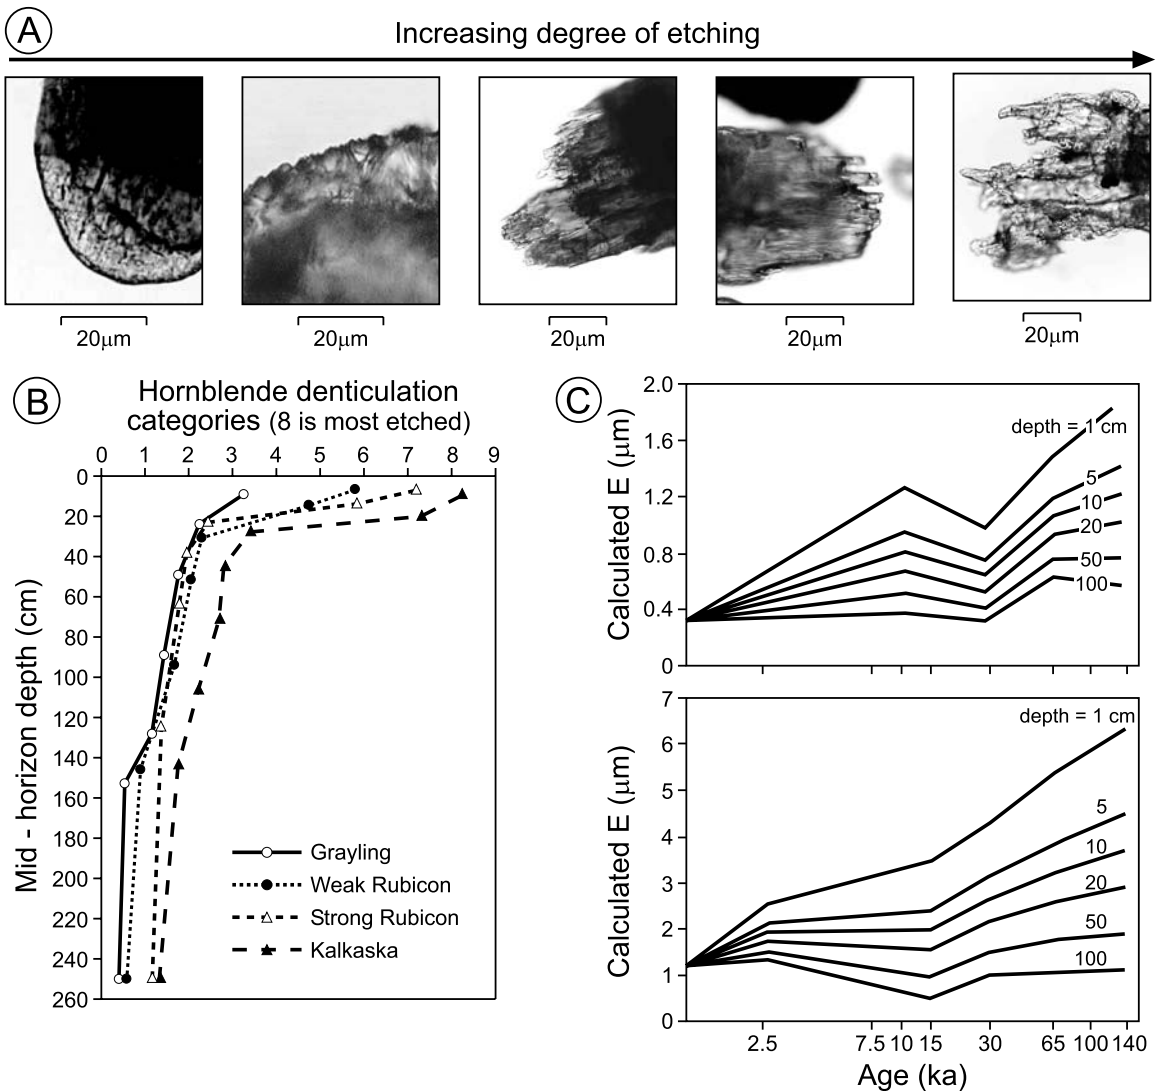 A
Increasing degree of etching
20μm
20μm
20μm
20μm
20μm
B
Hornblende denticulation
categories (8 is most etched)
0 1 2 3 4 5 6 7 8 9
0
20
40
60
80
100
120
140
160
180
200
220
240
260
Mid - horizon depth (cm)
Grayling
Weak Rubicon
Strong Rubicon
Kalkaska
C
2.0
1.6
1.2
0.8
0.4
0
Calculated E (μm)
depth = 1 cm
5
10
20
50
100
7
6
5
4
3
2
1
0
Calculated E (μm)
depth = 1 cm
5
10
20
50
100
2.5 7.5 10 15 30 65 100 140
Age (ka)